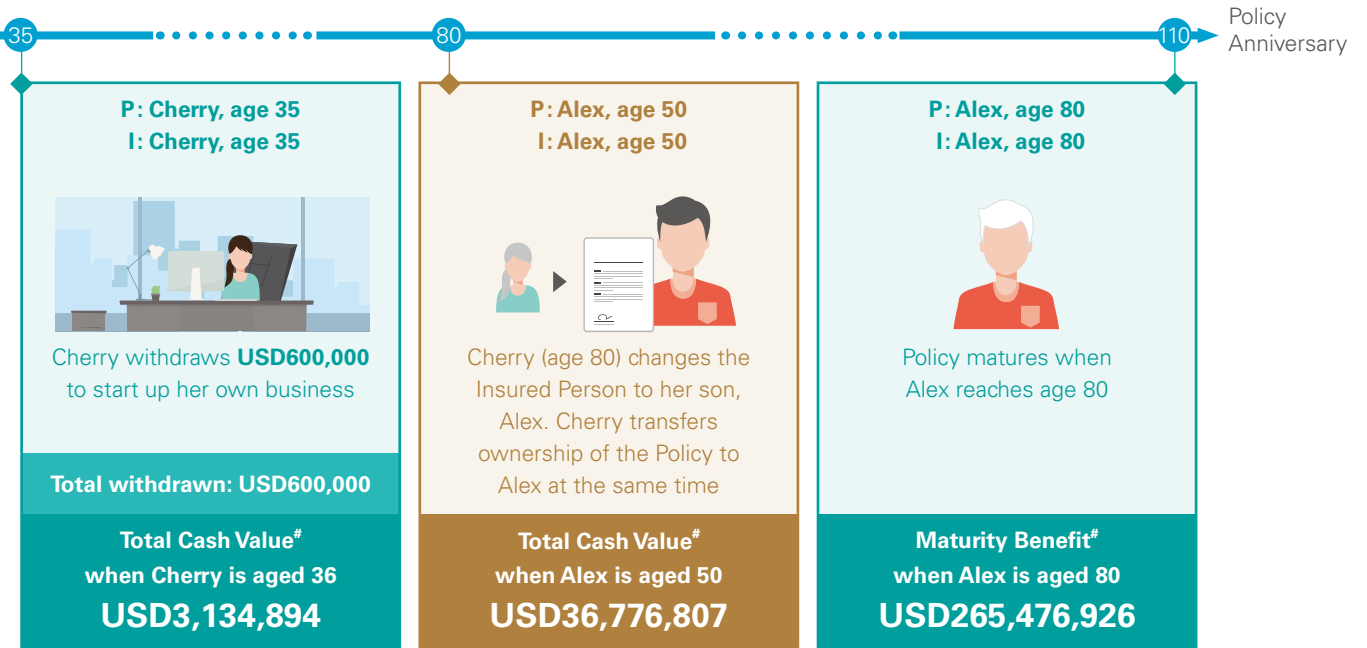 35
80
110
Policy
Anniversary
P: Cherry, age 35
I: Cherry, age 35
Cherry withdraws USD600,000
to start up her own business
Total withdrawn: USD600,000
Total Cash Value#
when Cherry is aged 36
USD3,134,894
P: Alex, age 50
I: Alex, age 50
Cherry (age 80) changes the
Insured Person to her son,
Alex. Cherry transfers
ownership of the Policy to
Alex at the same time
Total Cash Value#
when Alex is aged 50
USD36,776,807
P: Alex, age 80
I: Alex, age 80
Policy matures when
Alex reaches age 80
Maturity Benefit#
when Alex is aged 80
USD265,476,926